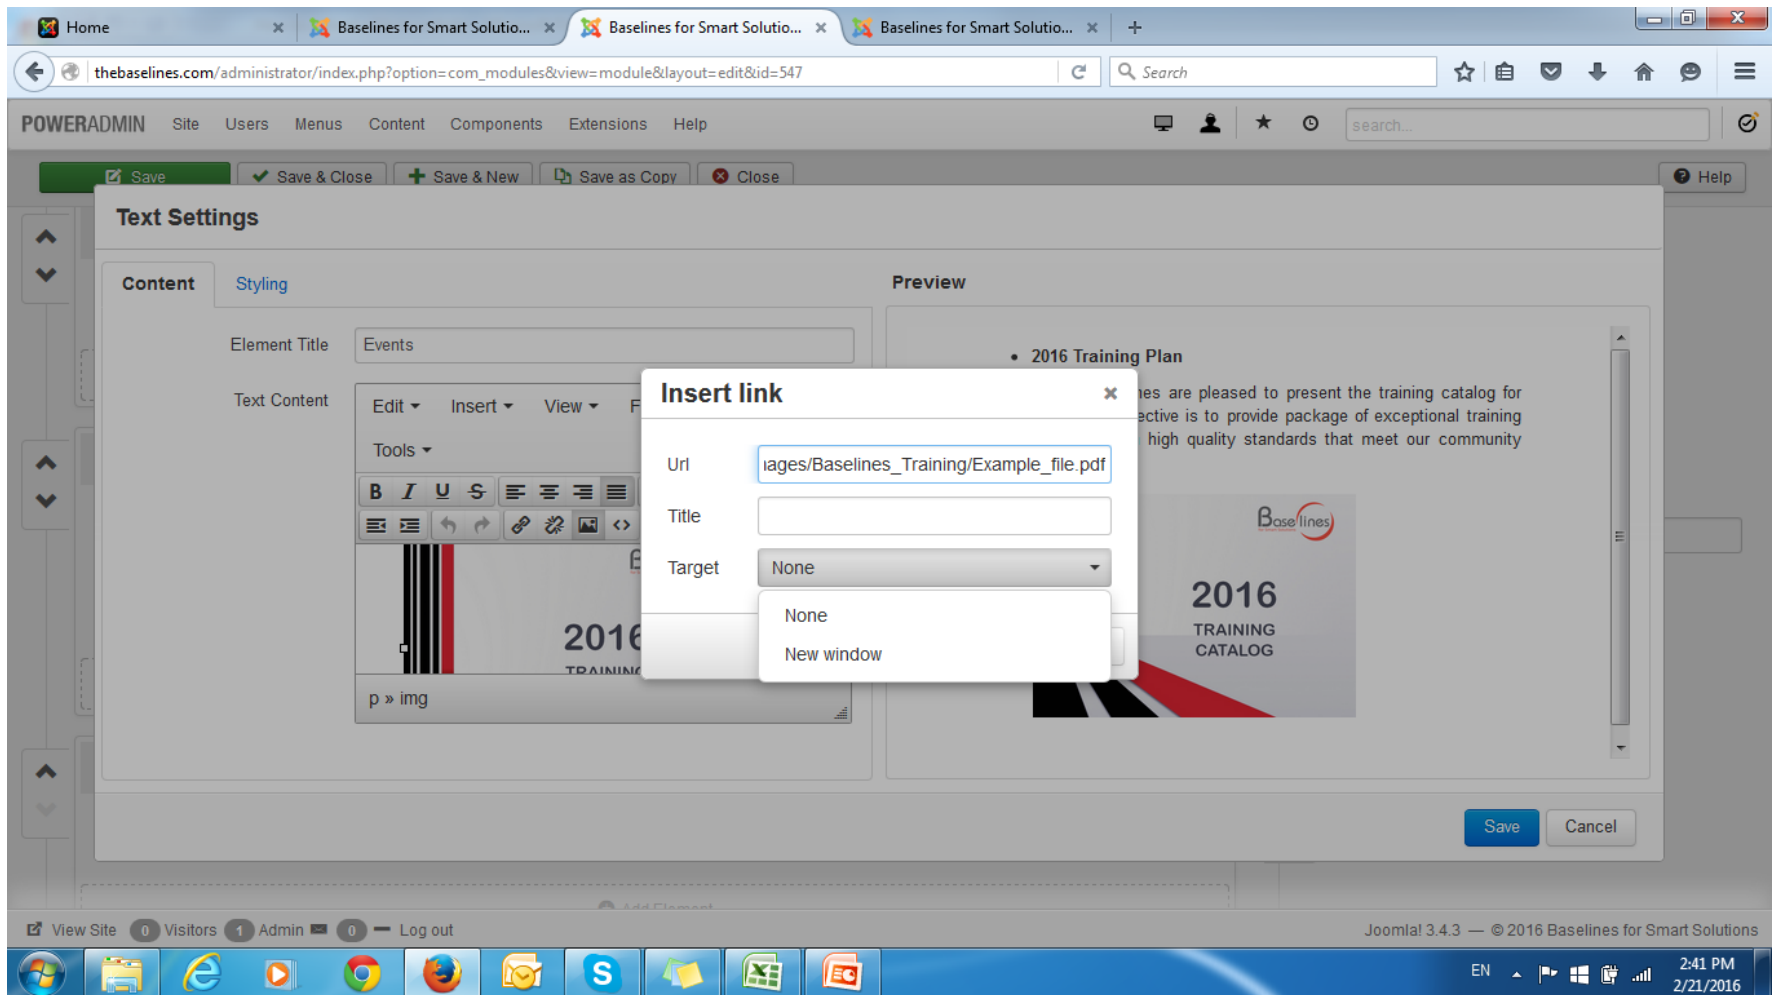 Home
Baselines for Smart Solutio...
Baselines for Smart Solutio...
Baselines for Smart Solutio...
thebaselines.com/administrator/index.php?option=com_modules&view=module&layout=edit&id=547
Search
POWERADMIN Site Users Menus Content Components Extensions Help
search...
Save Save & Close Save & New Save as Copy Close Help
Text Settings
Content Styling
Preview
Element Title Events
Text Content
Edit Insert View F
Tools
B I U S
2016
TRAINING
p » img
• 2016 Training Plan
nes are pleased to present the training catalog for
ective is to provide package of exceptional training
high quality standards that meet our community
Baselines
2016
TRAINING
CATALOG
Insert link
Url nages/Baselines_Training/Example_file.pdf
Title
Target None
None
New window
Save Cancel
Add Element
View Site 0 Visitors 1 Admin 0 Log out
Joomla! 3.4.3 — © 2016 Baselines for Smart Solutions
EN
2:41 PM
2/21/2016